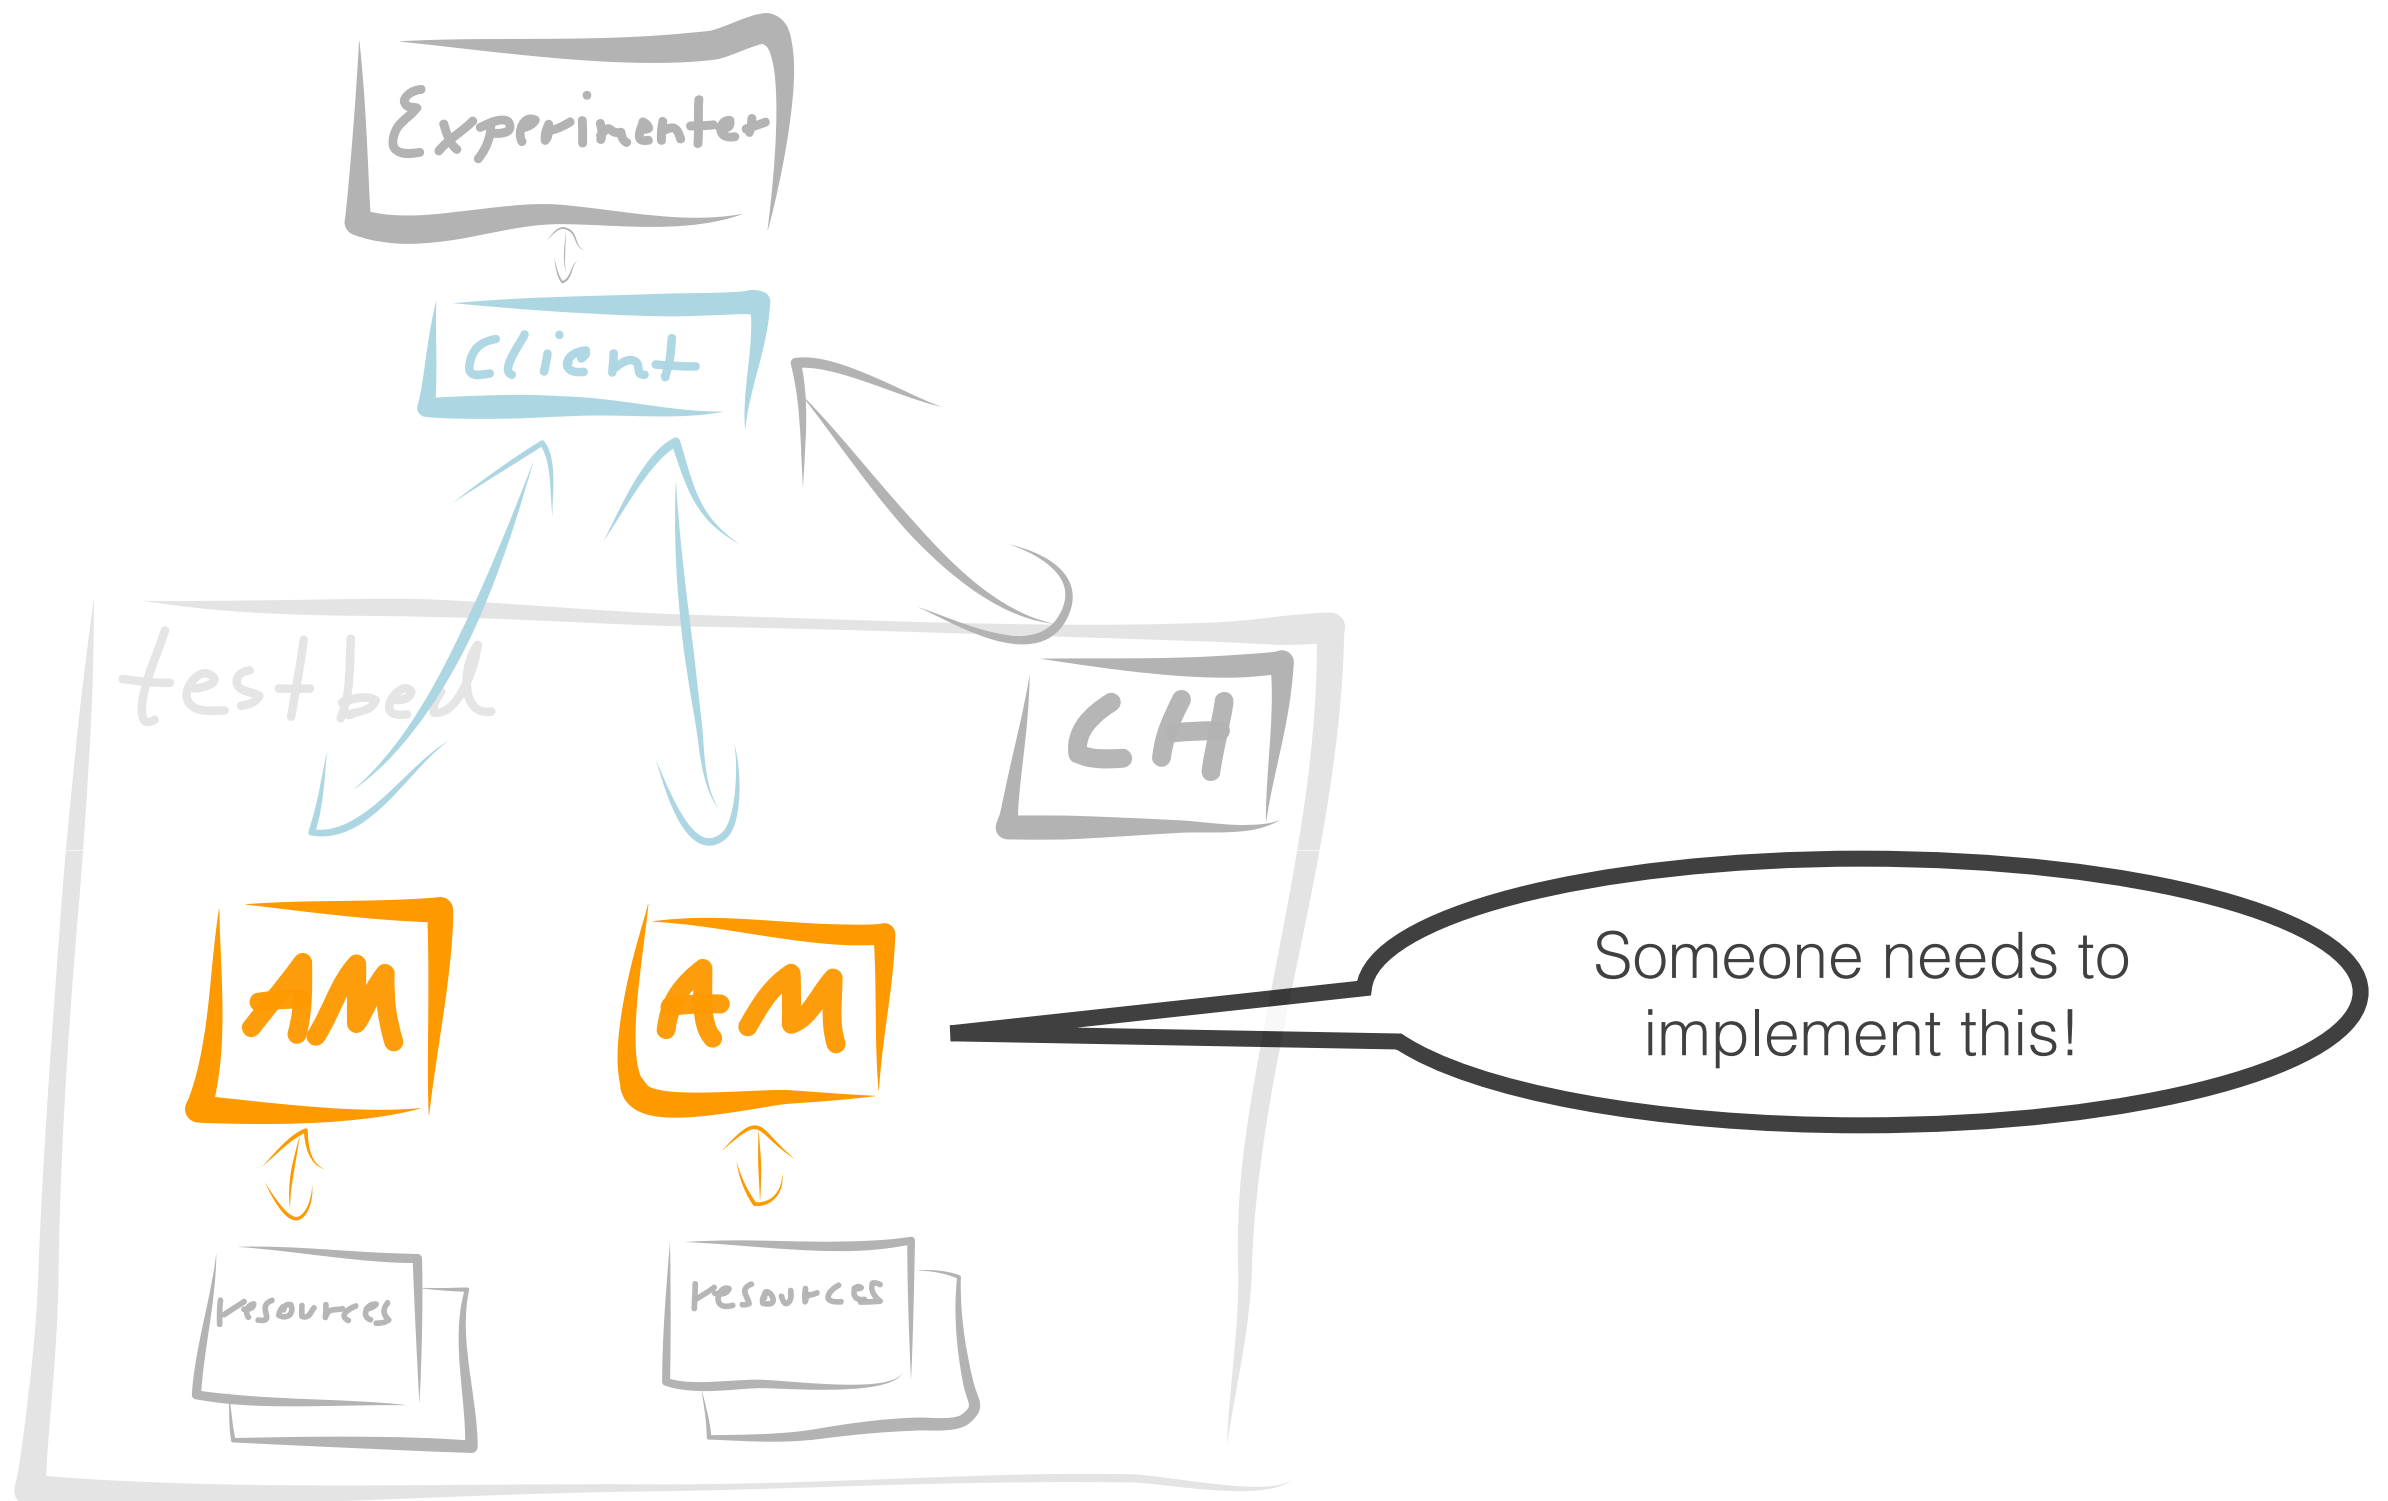 Experimenter
Client
testbed
CH
AM
AM
Someone needs to
implement this!
resources
resources